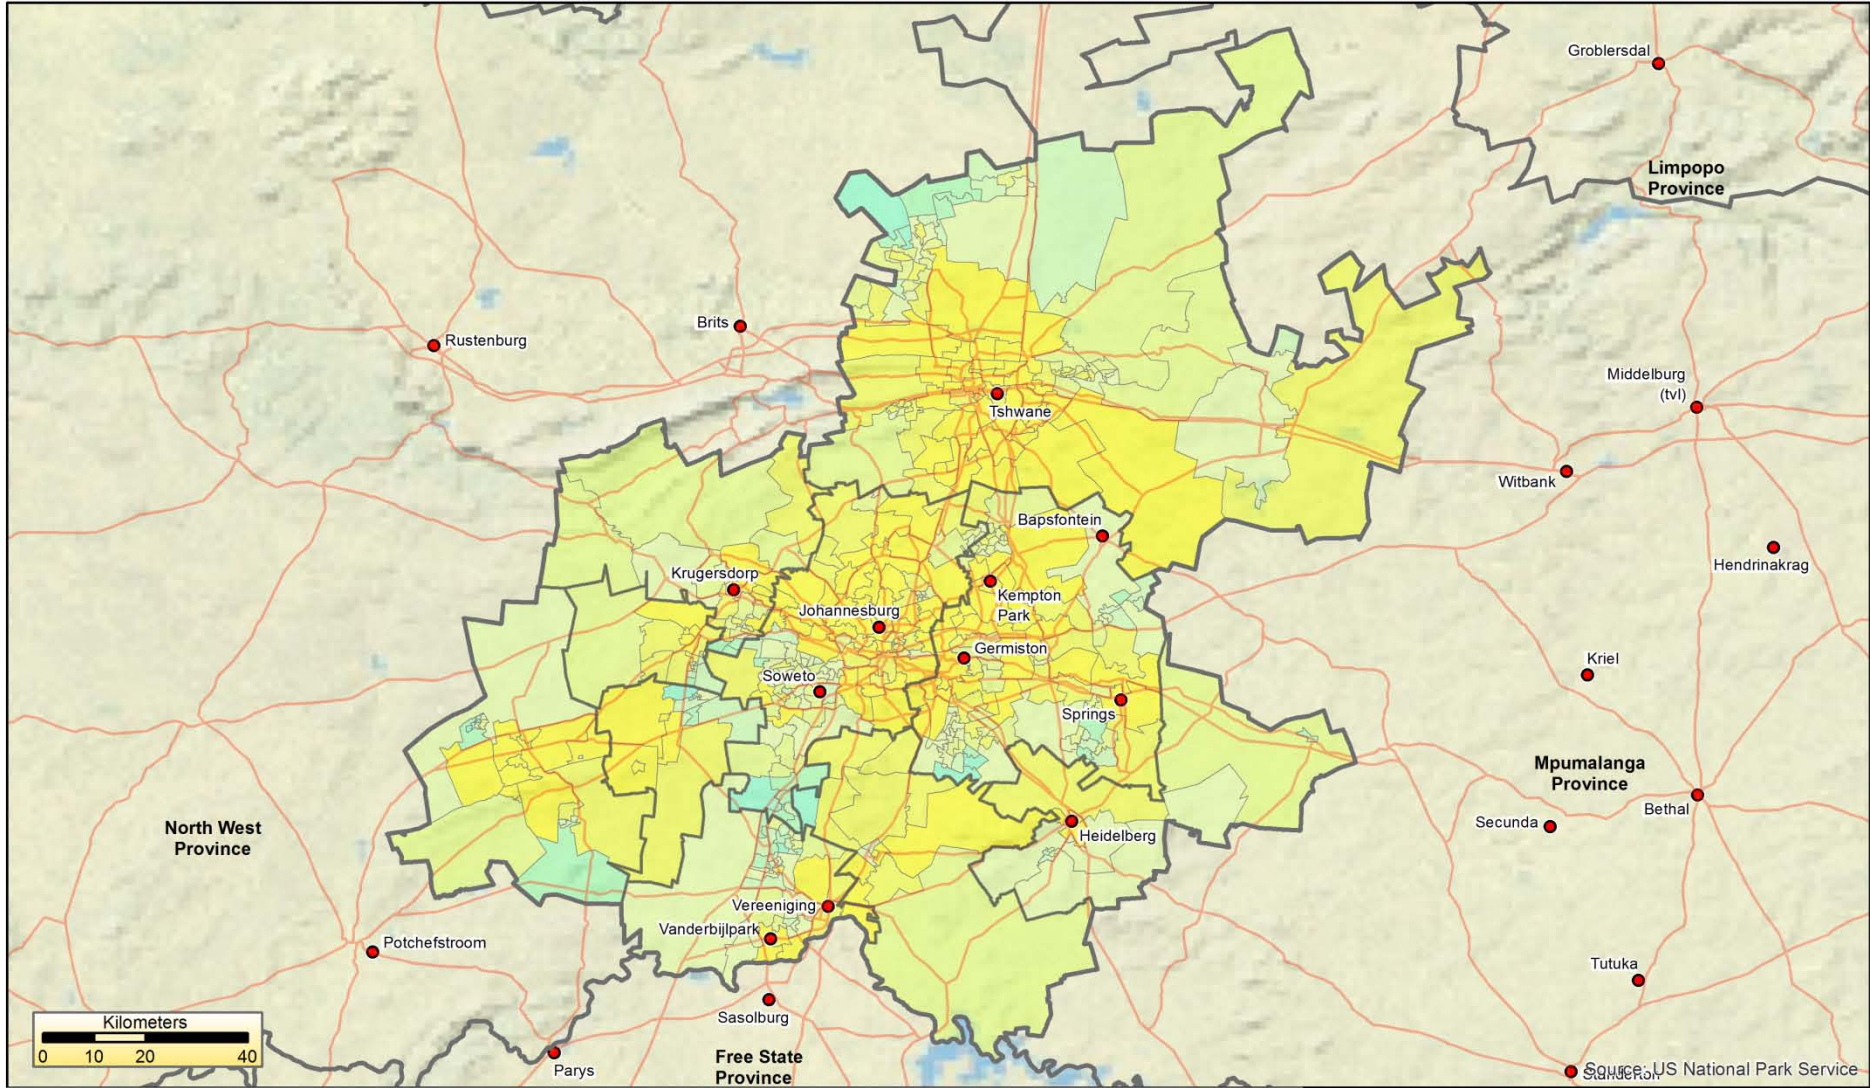 Groblersdal
Limpopo
Province
Brits
Rustenburg
Middelburg
(tvl)
Tshwane
Witbank
Bapsfontein
Hendrinakrag
Krugersdorp
Kempton
Park
Johannesburg
Germiston
Kriel
Soweto
Springs
Mpumalanga
Province
Bethal
Secunda
North West
Province
Heidelberg
Vereeniging
Vanderbijlpark
Potchefstroom
Tutuka
Sasolburg
Kilometers
0 10 20 40
Parys
Free State
Province
Standerton
Source: US National Park Service